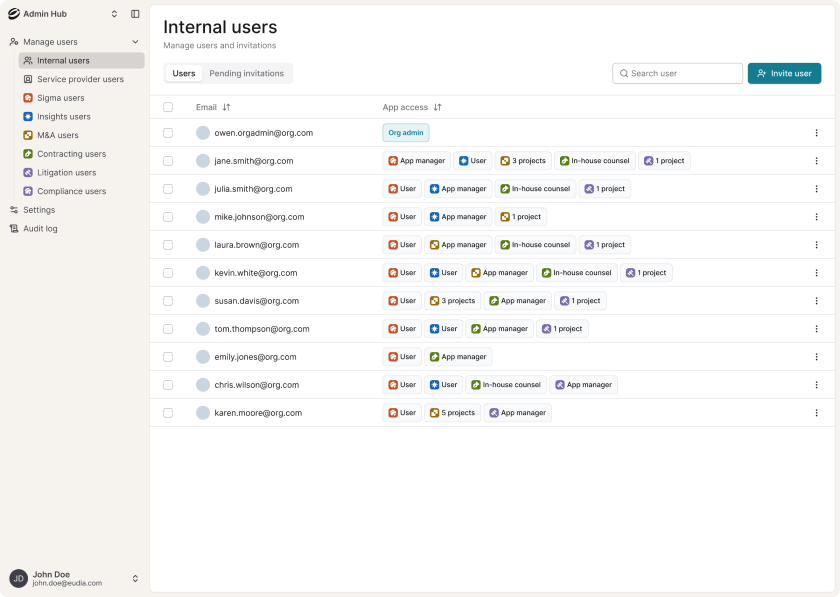 Admin Hub
Manage users
Internal users
Service provider users
Sigma users
Insights users
M&A users
Contracting users
Litigation users
Compliance users
Settings
Audit log
JD
John Doe
john.doe@eudia.com
Internal users
Manage users and invitations
Users Pending invitations
Search user
Invite user
Email App access
owen.orgadmin@org.com Org admin
jane.smith@org.com App manager User 3 projects In-house counsel 1 project
julia.smith@org.com User App manager In-house counsel 1 project
mike.johnson@org.com User App manager 1 project
laura.brown@org.com User App manager In-house counsel 1 project
kevin.white@org.com User User App manager In-house counsel 1 project
susan.davis@org.com User 3 projects App manager 1 project
tom.thompson@org.com User User App manager 1 project
emily.jones@org.com User App manager
chris.wilson@org.com User User In-house counsel App manager
karen.moore@org.com User 5 projects App manager